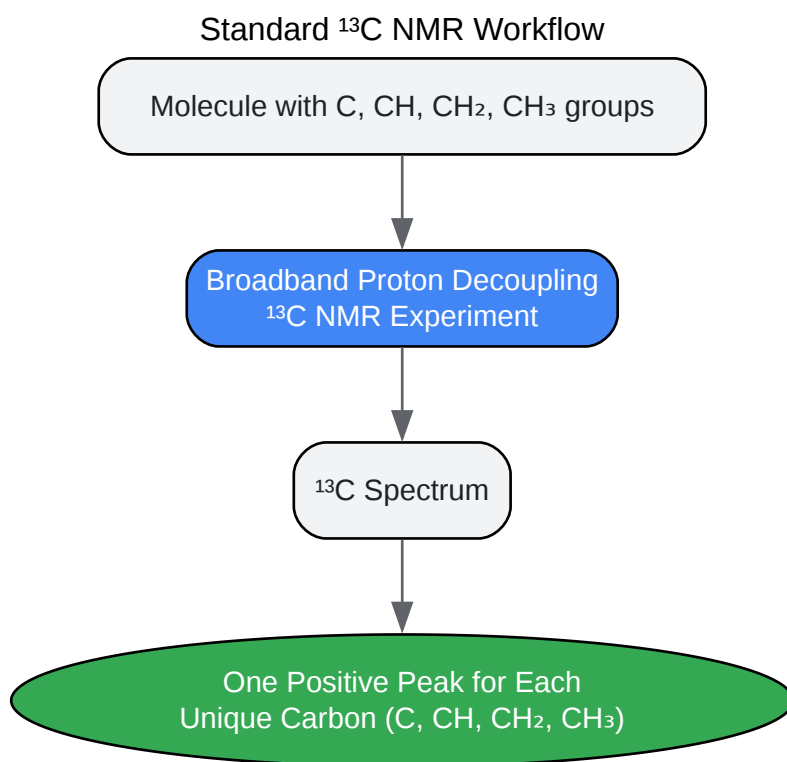 Standard ¹³C NMR Workflow
Molecule with C, CH, CH₂, CH₃ groups
Broadband Proton Decoupling
¹³C NMR Experiment
¹³C Spectrum
One Positive Peak for Each
Unique Carbon (C, CH, CH₂, CH₃)